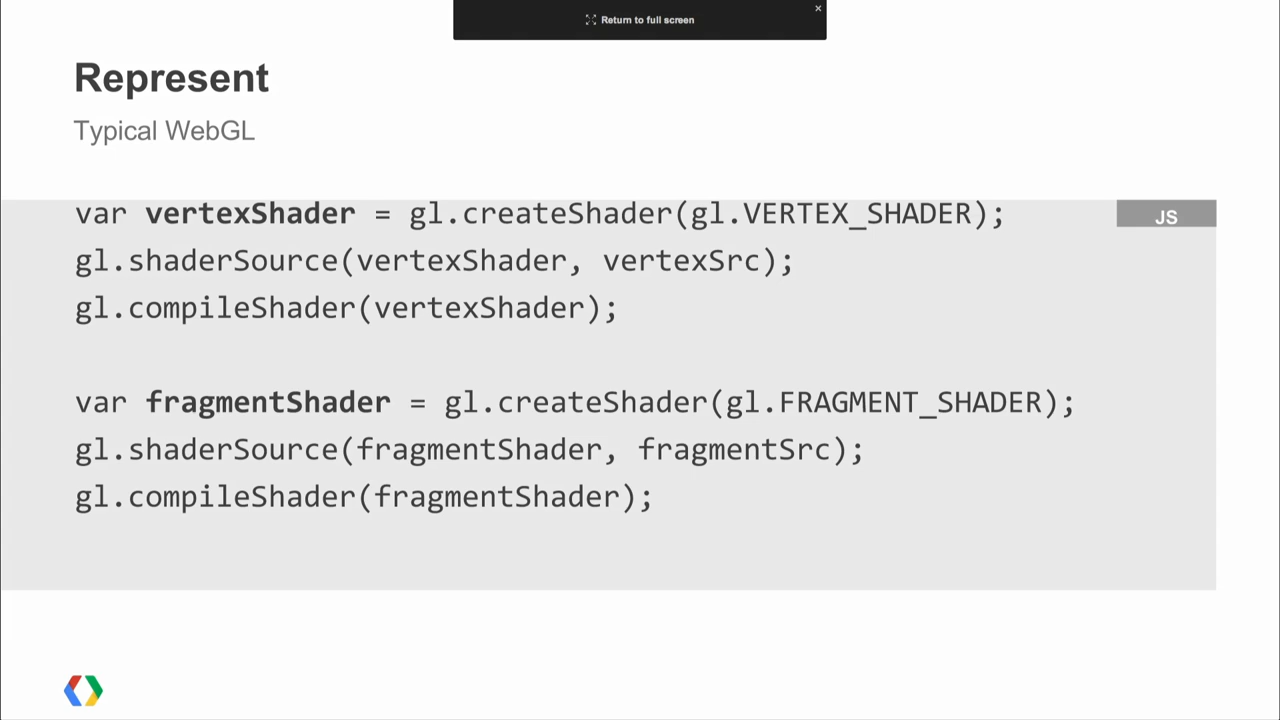 Return to full screen
×
Represent
Typical WebGL
JS
var vertexShader = gl.createShader(gl.VERTEX_SHADER);
gl.shaderSource(vertexShader, vertexSrc);
gl.compileShader(vertexShader);
var fragmentShader = gl.createShader(gl.FRAGMENT_SHADER);
gl.shaderSource(fragmentShader, fragmentSrc);
gl.compileShader(fragmentShader);